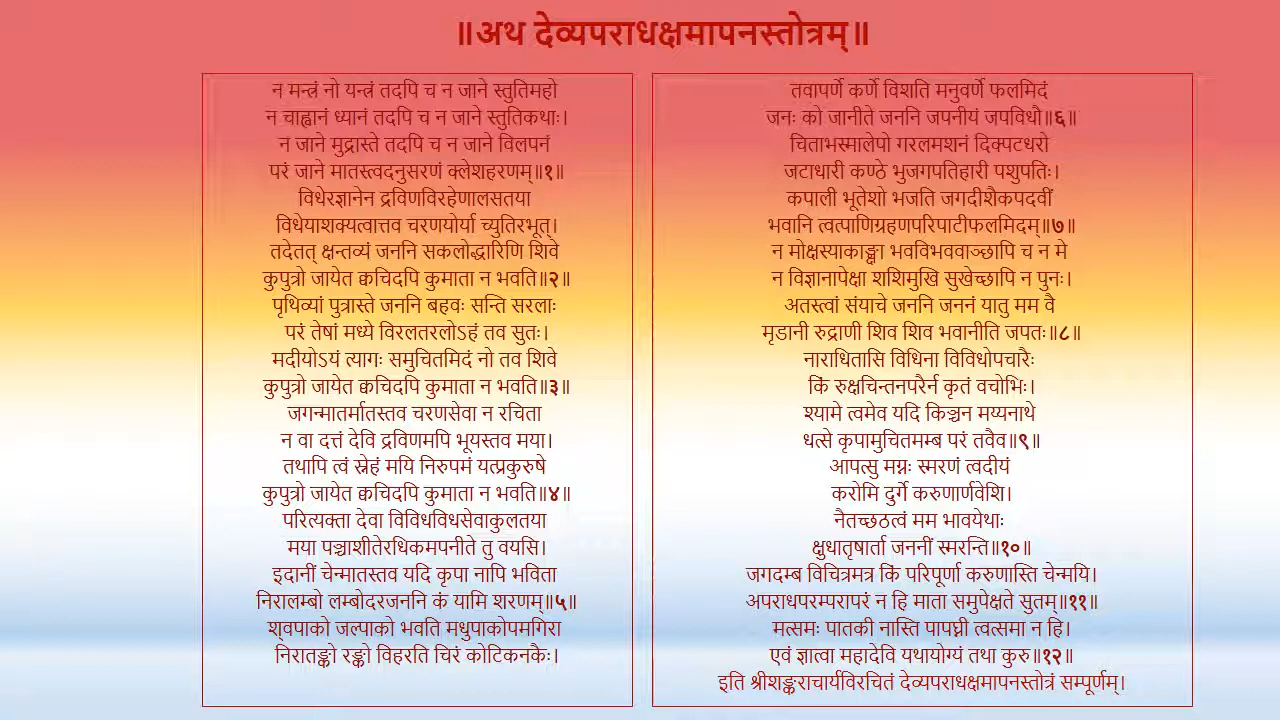 ॥अथ देव्यपराधक्षमापनस्तोत्रम्॥
न मन्त्रं नो यन्त्रं तदपि च न जाने स्तुतिमहो
न चाह्वानं ध्यानं तदपि च न जाने स्तुतिकथाः।
न जाने मुद्रास्ते तदपि च न जाने विलपनं
परं जाने मातस्त्वदनुसरणं क्लेशहरणम्॥१॥
विधेरज्ञानेन द्रविणविरहेणालसतया
विधेयाशक्यत्वात्तव चरणयोर्या च्युतिरभूत्।
तदेतत् क्षन्तव्यं जननि सकलोद्धारिणि शिवे
कुपुत्रो जायेत क्वचिदपि कुमाता न भवति॥२॥
पृथिव्यां पुत्रास्ते जननि बहवः सन्ति सरलाः
परं तेषां मध्ये विरलतरलोऽहं तव सुतः।
मदीयोऽयं त्यागः समुचितमिदं नो तव शिवे
कुपुत्रो जायेत क्वचिदपि कुमाता न भवति॥३॥
जगन्मातर्मातस्तव चरणसेवा न रचिता
न वा दत्तं देवि द्रविणमपि भूयस्तव मया।
तथापि त्वं स्नेहं मयि निरुपमं यत्प्रकुरुषे
कुपुत्रो जायेत क्वचिदपि कुमाता न भवति॥४॥
परित्यक्ता देवा विविधविधसेवाकुलतया
मया पञ्चाशीतेरधिकमपनीते तु वयसि।
इदानीं चेन्मातस्तव यदि कृपा नापि भविता
निरालम्बो लम्बोदरजननि कं यामि शरणम्॥५॥
श्वपाको जल्पाको भवति मधुपाकोपमगिरा
निरातङ्को रङ्को विहरति चिरं कोटिकनकैः।
तवापर्णे कर्णे विशति मनुवर्णे फलमिदं
जनः को जानीते जननि जपनीयं जपविधौ॥६॥
चिताभस्मालेपो गरलमशनं दिक्पटधरो
जटाधारी कण्ठे भुजगपतिहारी पशुपतिः।
कपाली भूतेशो भजति जगदीशैकपदवीं
भवानि त्वत्पाणिग्रहणपरिपाटीफलमिदम्॥७॥
न मोक्षस्याकाङ्क्षा भवविभववाञ्छापि च न मे
न विज्ञानापेक्षा शशिमुखि सुखेच्छापि न पुनः।
अतस्त्वां संयाचे जननि जननं यातु मम वै
मृडानी रुद्राणी शिव शिव भवानीति जपतः॥८॥
नाराधितासि विधिना विविधोपचारैः
किं रुक्षचिन्तनपरैर्न कृतं वचोभिः।
श्यामे त्वमेव यदि किञ्चन मय्यनाथे
धत्से कृपामुचितमम्ब परं तवैव॥९॥
आपत्सु मग्नः स्मरणं त्वदीयं
करोमि दुर्गे करुणार्णवेशि।
नैतच्छठत्वं मम भावयेथाः
क्षुधातृषार्ता जननीं स्मरन्ति॥१०॥
जगदम्ब विचित्रमत्र किं परिपूर्णा करुणास्ति चेन्मयि।
अपराधपरम्परापरं न हि माता समुपेक्षते सुतम्॥११॥
मत्समः पातकी नास्ति पापघ्नी त्वत्समा न हि।
एवं ज्ञात्वा महादेवि यथायोग्यं तथा कुरु॥१२॥
इति श्रीशङ्कराचार्यविरचितं देव्यपराधक्षमापनस्तोत्रं सम्पूर्णम्।